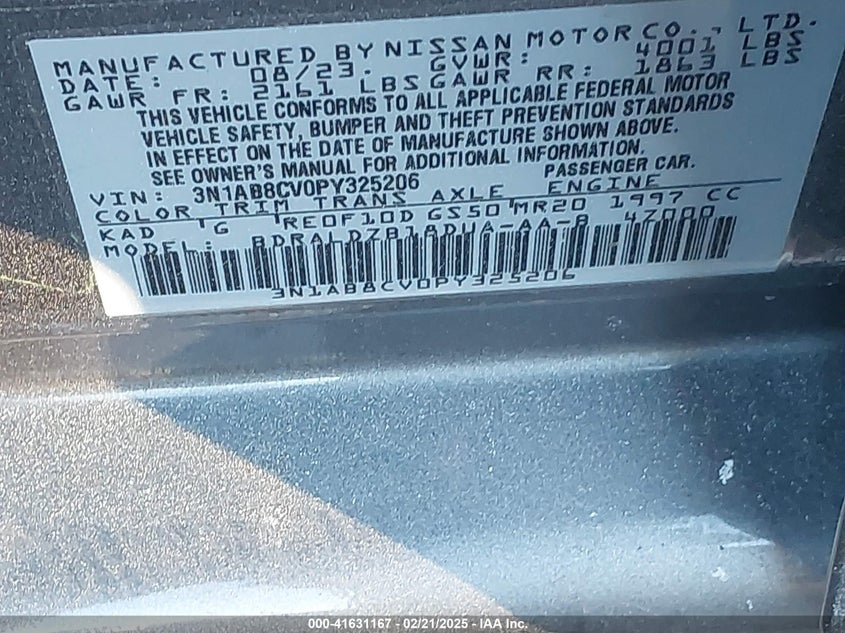 MANUFACTURED BY NISSAN MOTOR CO., LTD.
DATE: 08/23. GVWR: 4001 LBS
GAWR FR: 2161 LBS GAWR RR: 1863 LBS
THIS VEHICLE CONFORMS TO ALL APPLICABLE FEDERAL MOTOR
VEHICLE SAFETY, BUMPER AND THEFT PREVENTION STANDARDS
IN EFFECT ON THE DATE OF MANUFACTURE SHOWN ABOVE.
SEE OWNER'S MANUAL FOR ADDITIONAL INFORMATION.
VIN: 3N1AB8CV0PY325206 PASSENGER CAR.
COLOR TRIM TRANS AXLE ENGINE
KAD G RE0F10D GS50 MR20 1997 CC
MODEL: BDRALDZB18DUA-AA-B 4Z000
3N1AB8CV0PY325206
000-41631167 - 02/21/2025 - IAA Inc.